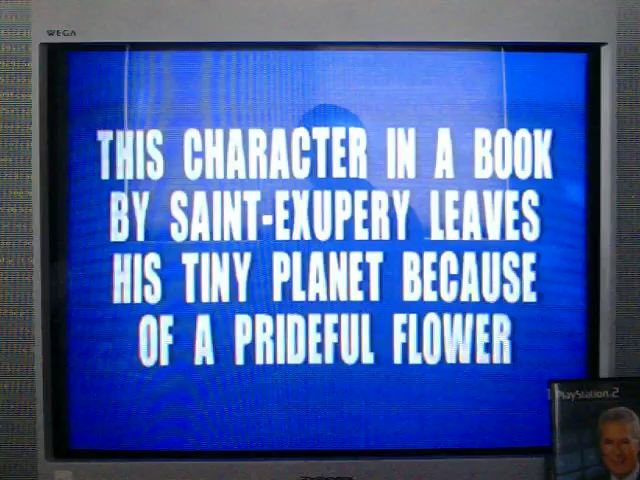 WEGA
THIS CHARACTER IN A BOOK
BY SAINT-EXUPERY LEAVES
HIS TINY PLANET BECAUSE
OF A PRIDEFUL FLOWER
PlayStation.2